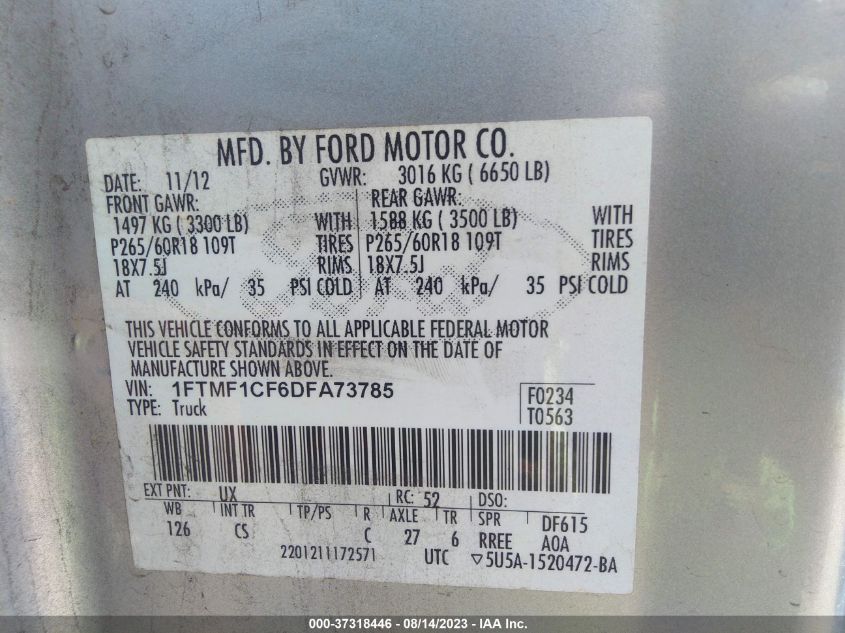 MFD. BY FORD MOTOR CO.
DATE: 11/12 GVWR: 3016 KG ( 6650 LB)
FRONT GAWR: REAR GAWR:
1497 KG ( 3300 LB) WITH 1588 KG ( 3500 LB) WITH
P265/60R18 109T TIRES P265/60R18 109T TIRES
18X7.5J RIMS 18X7.5J RIMS
AT 240 kPa/ 35 PSI COLD AT 240 kPa/ 35 PSI COLD
THIS VEHICLE CONFORMS TO ALL APPLICABLE FEDERAL MOTOR
VEHICLE SAFETY STANDARDS IN EFFECT ON THE DATE OF
MANUFACTURE SHOWN ABOVE.
VIN: 1FTMF1CF6DFA73785 F0234
TYPE: Truck T0563
EXT PNT: UX RC: 52 DSO:
WB INT TR TP/PS R AXLE TR SPR DF615
126 CS C 27 6 RREE AOA
2201211172571 UTC ▽5U5A-1520472-BA
000-37318446 - 08/14/2023 - IAA Inc.